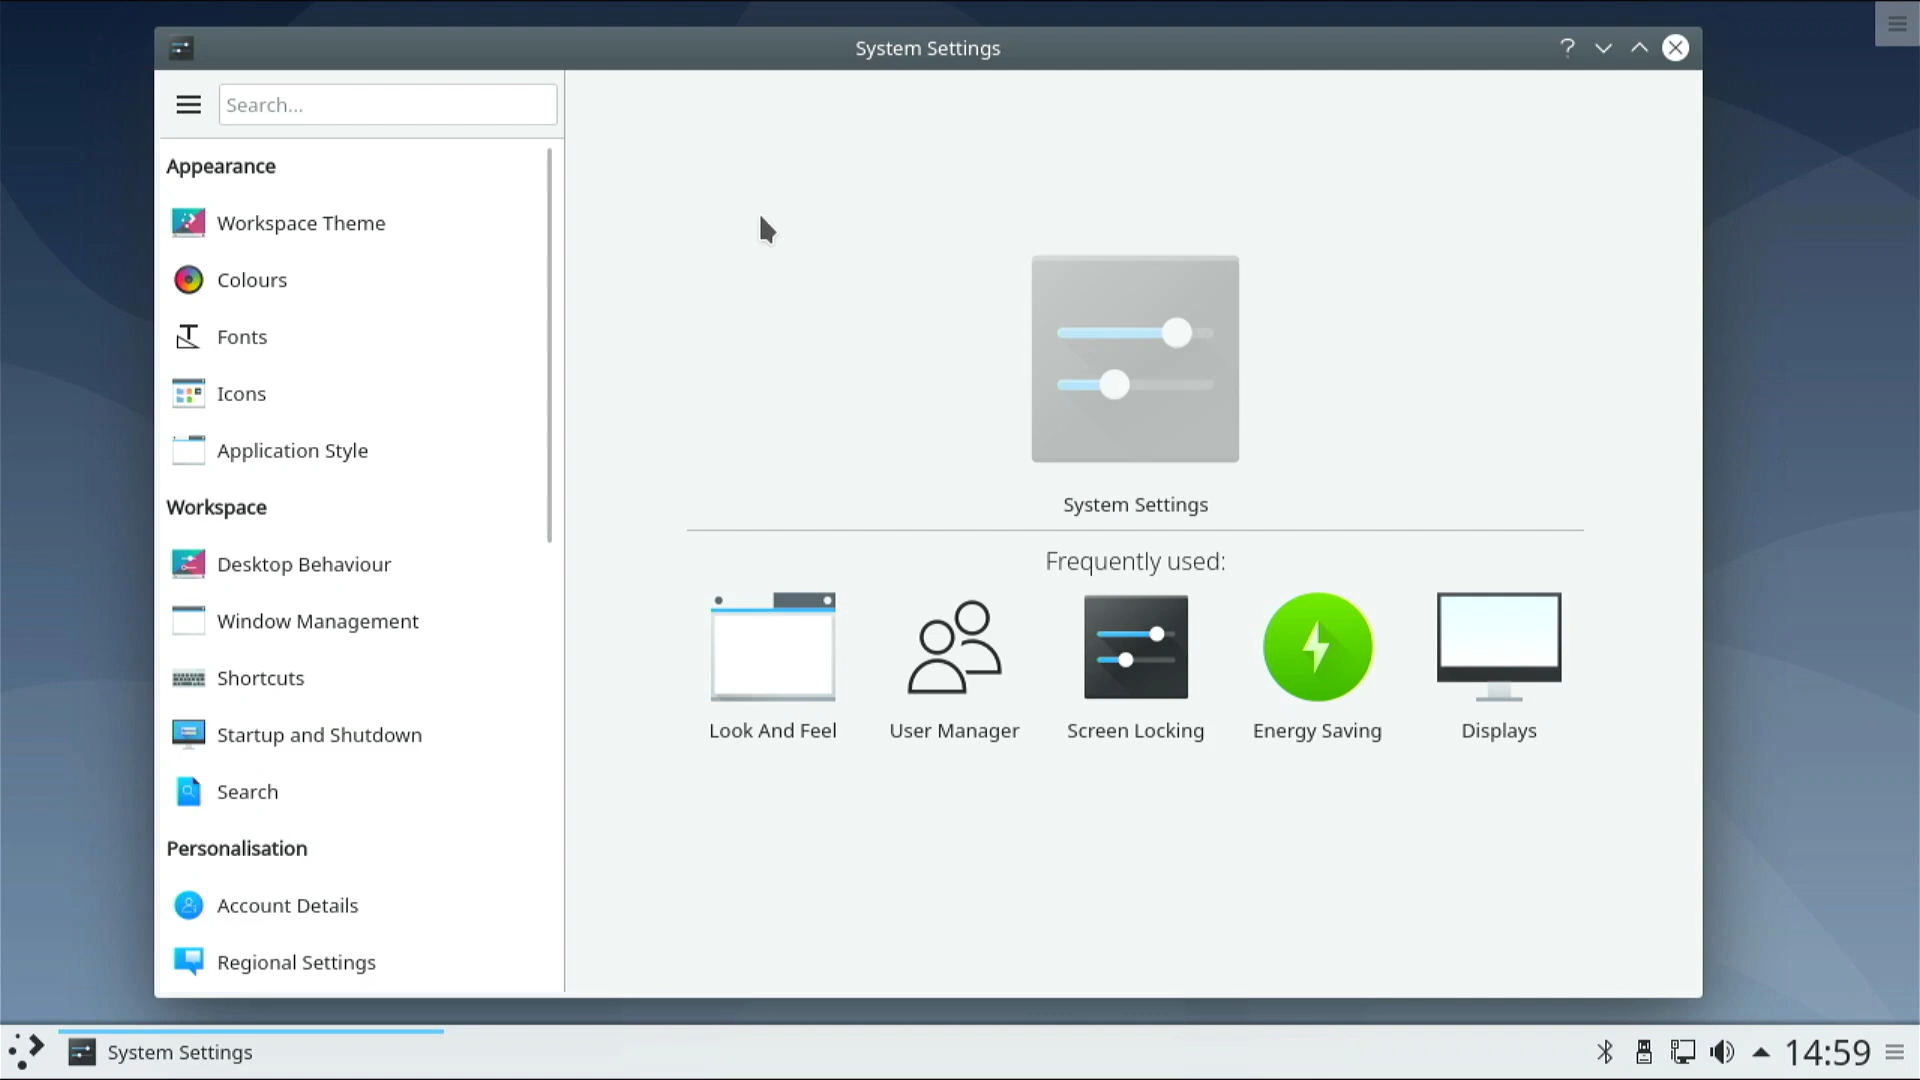 System Settings
Search...
Appearance
Workspace Theme
Colours
Fonts
Icons
Application Style
Workspace
Desktop Behaviour
Window Management
Shortcuts
Startup and Shutdown
Search
Personalisation
Account Details
Regional Settings
System Settings
Frequently used:
Look And Feel
User Manager
Screen Locking
Energy Saving
Displays
System Settings
14:59